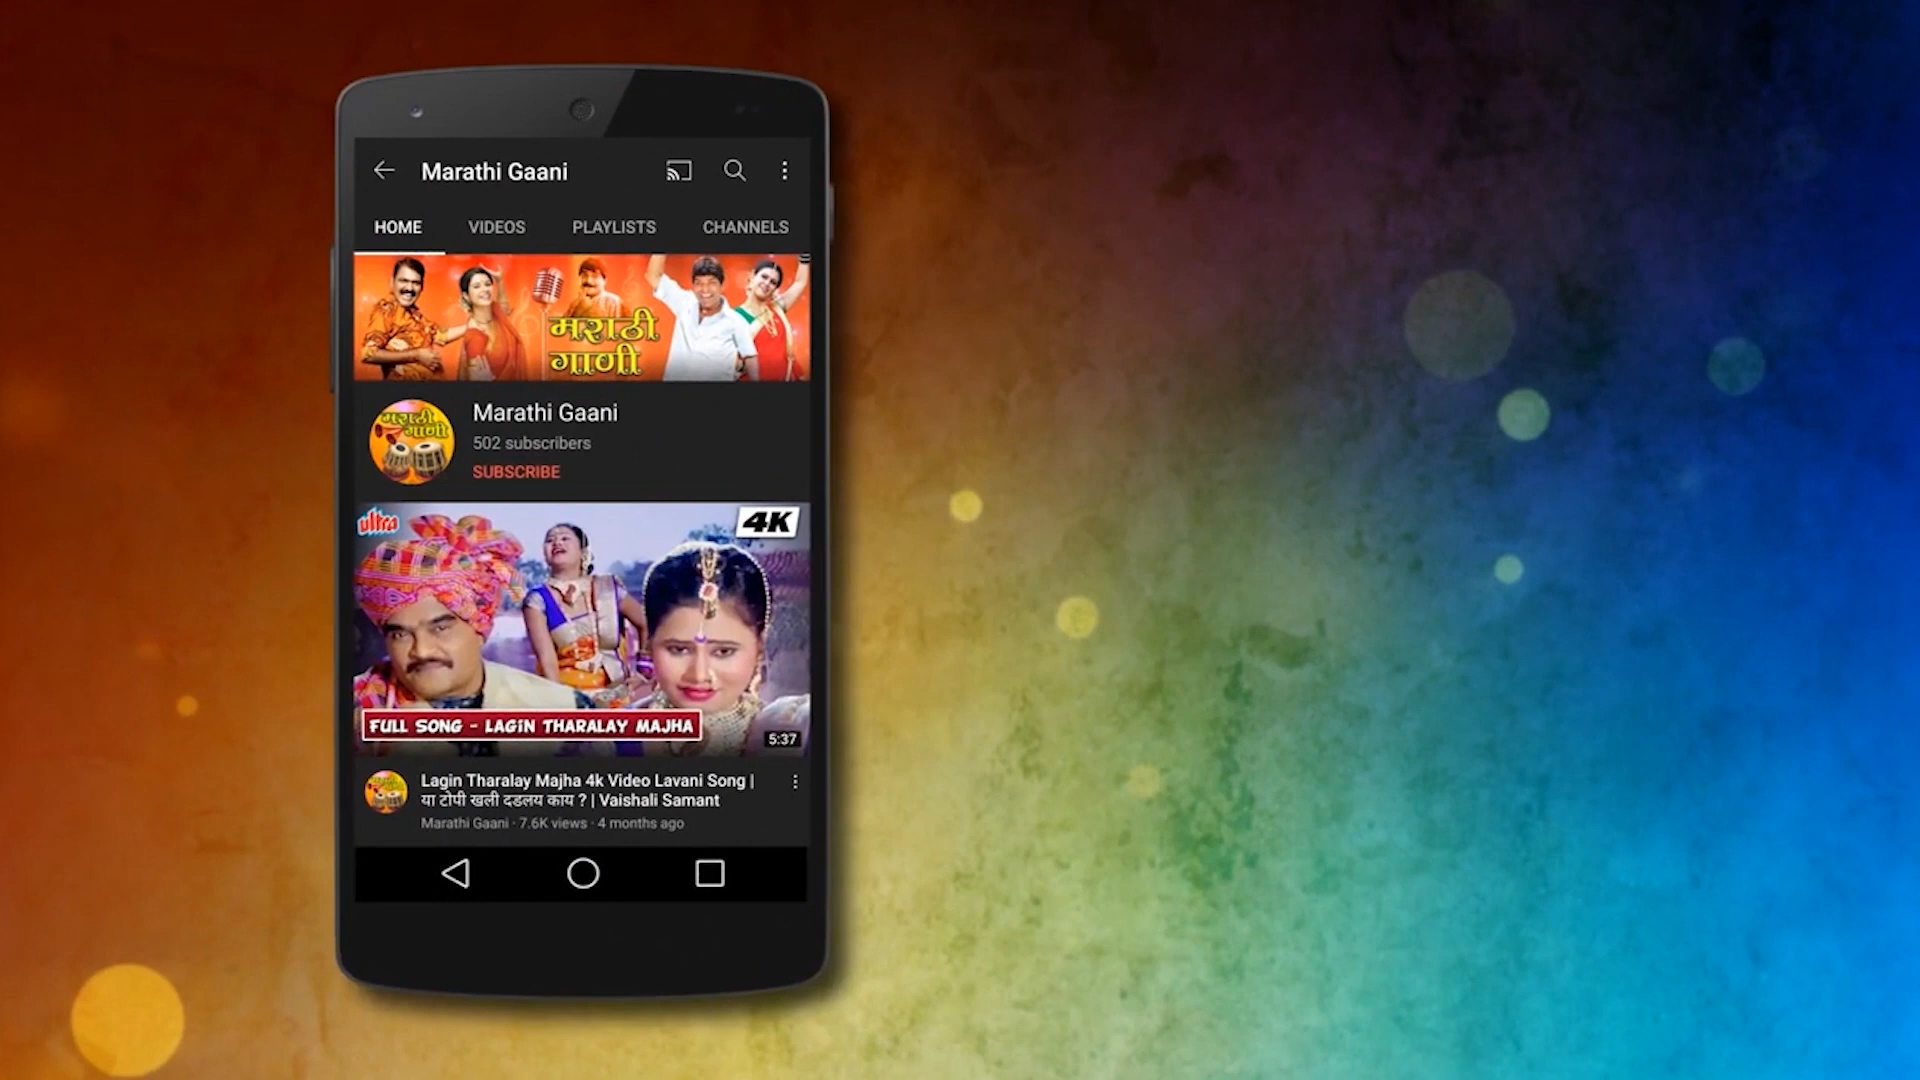 Marathi Gaani
HOME VIDEOS PLAYLISTS CHANNELS
मराठी
गाणी
मराठी
गाणी
Marathi Gaani
502 subscribers
SUBSCRIBE
ultra
4K
FULL SONG - LAGIN THARALAY MAJHA
5:37
Lagin Tharalay Majha 4k Video Lavani Song |
या टोपी खली दडलय काय ? | Vaishali Samant
Marathi Gaani · 7.6K views · 4 months ago